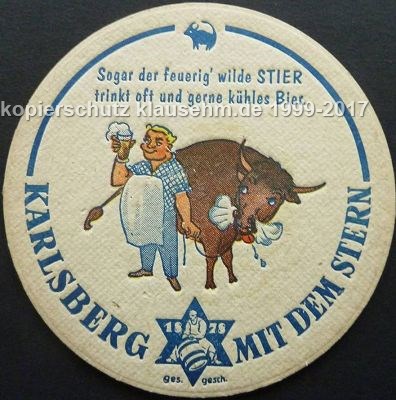 Sogar der feuerig' wilde STIER
trinkt oft und gerne kühles Bier.
kopierschutz klausehm.de 1999-2017
KARLSBERG MIT DEM STERN
18 78
ges. gesch.